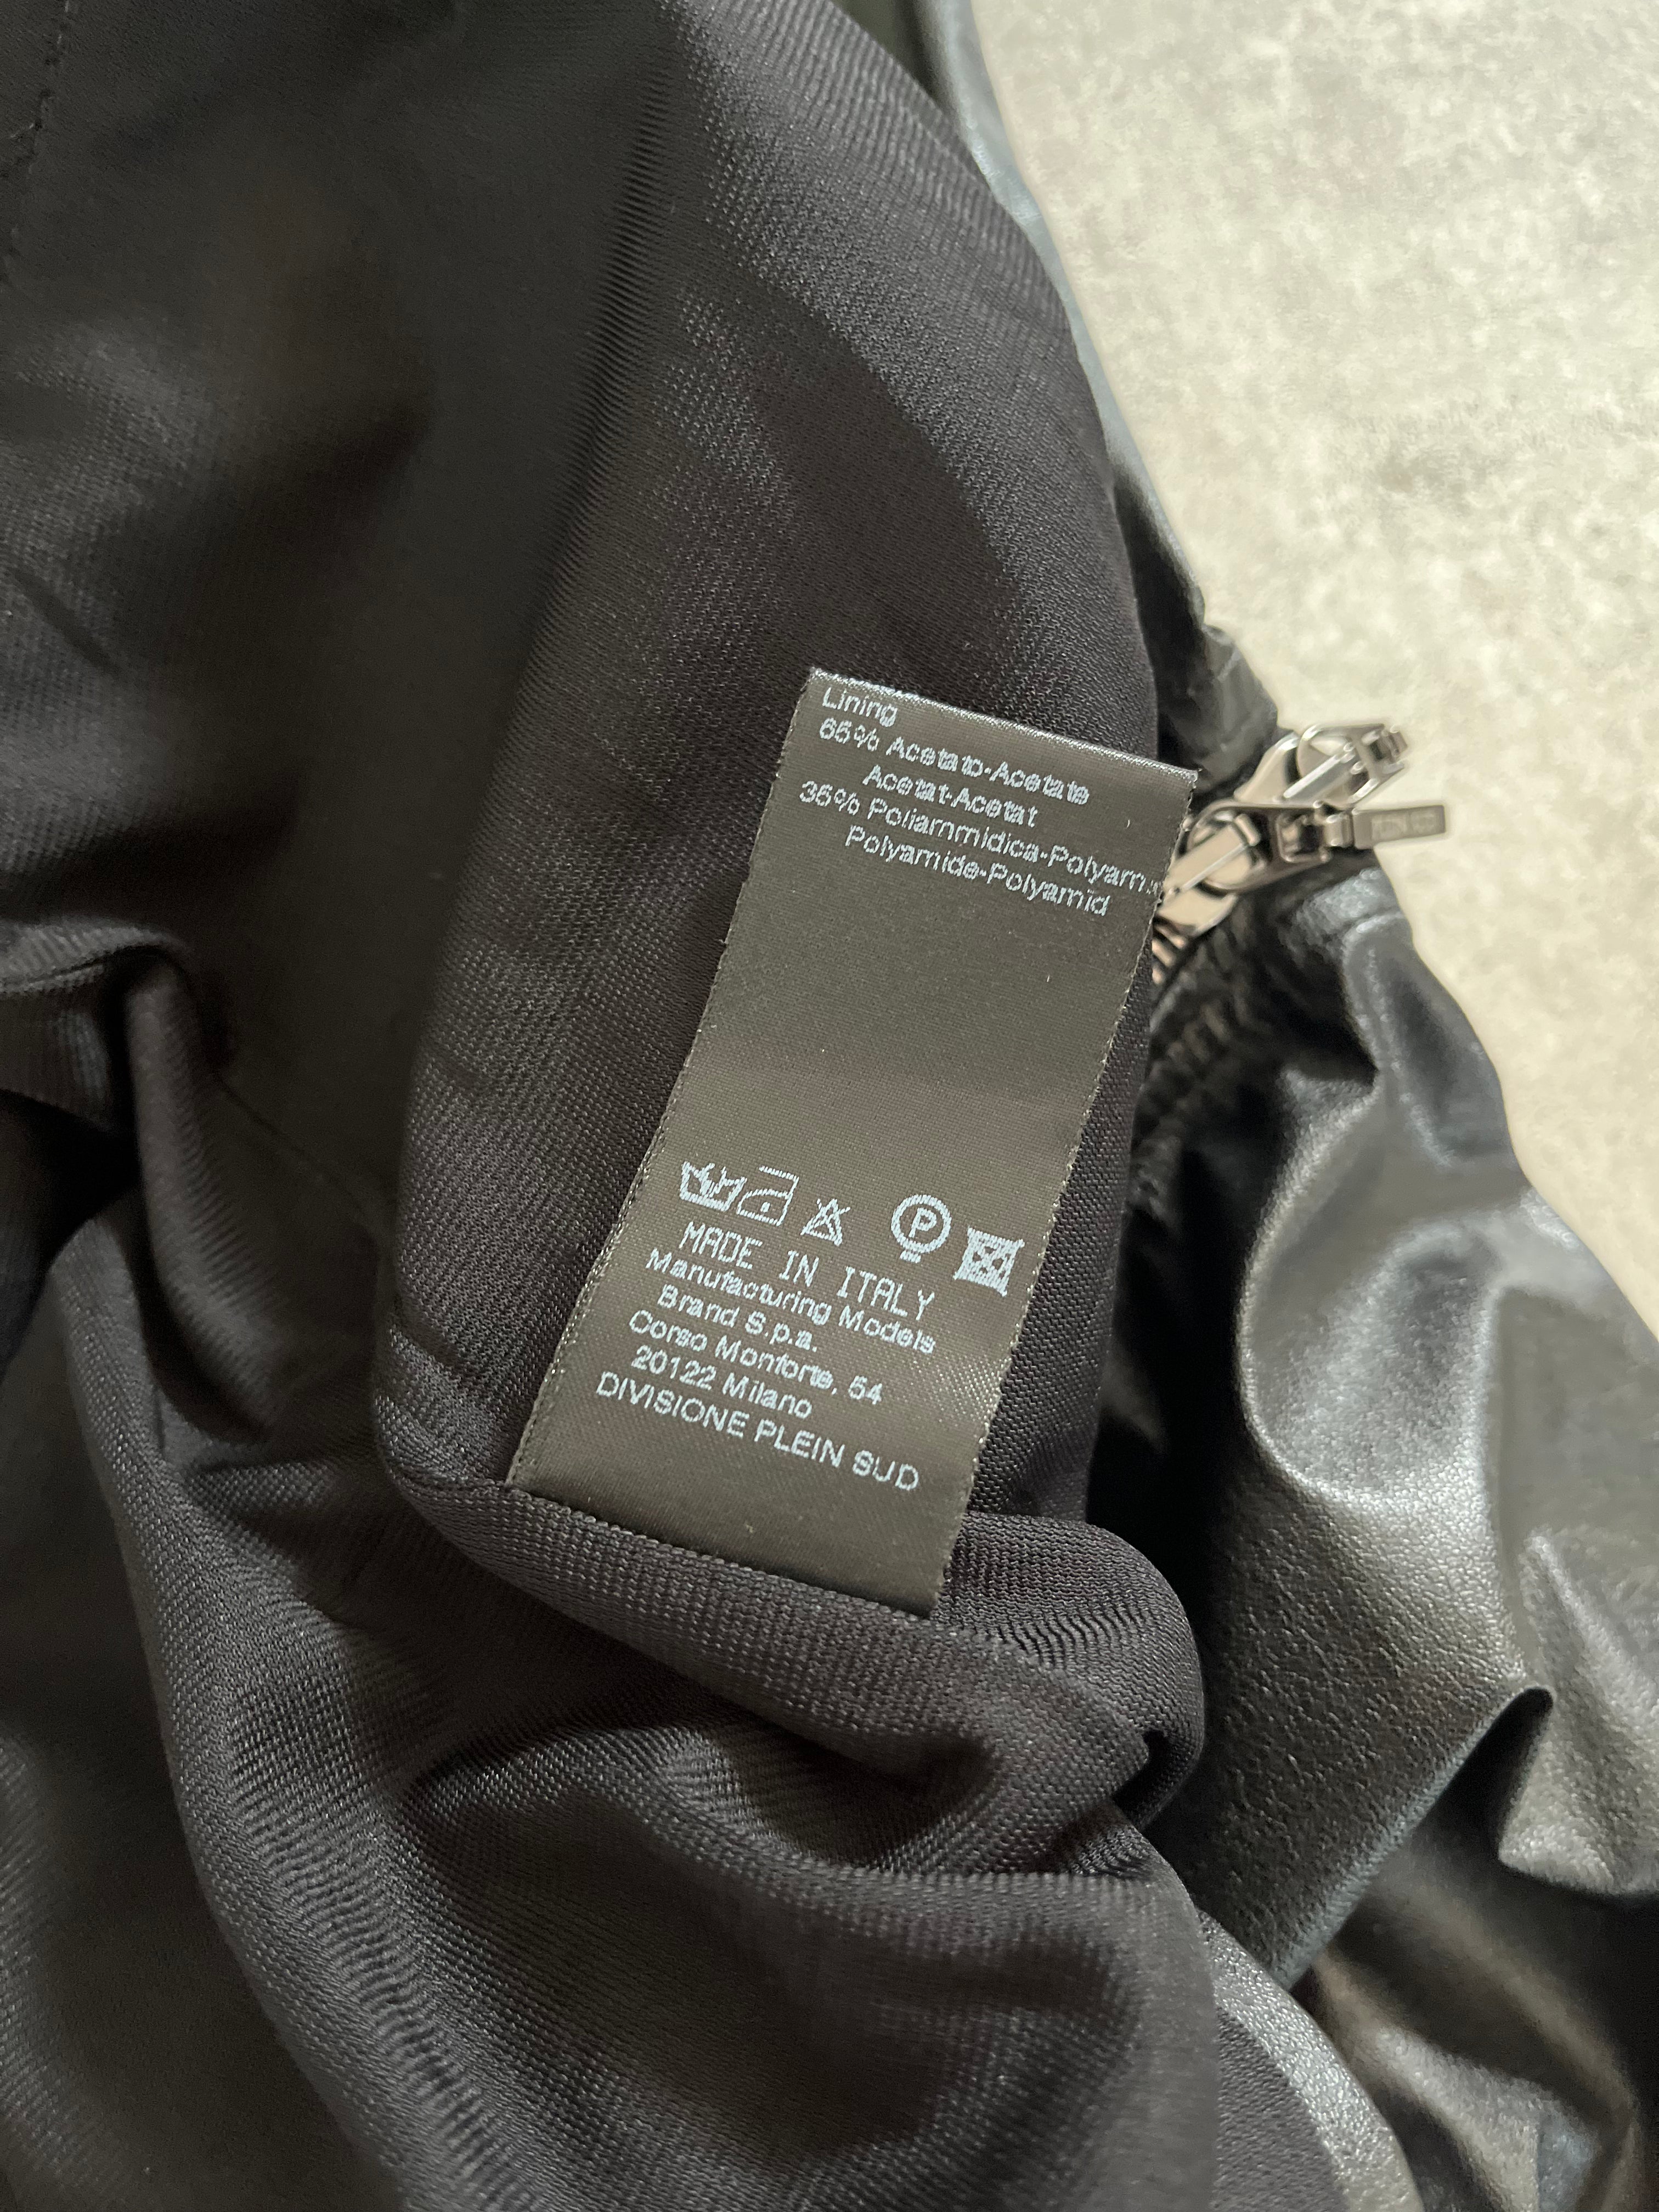 Lining
65% Acetato-Acetate
Acetat-Acetat
35% Poliammidica-Polyam
Polyamide-Polyamid
P
MADE IN ITALY
Manufacturing Models
Brand S.p.a.
Corso Monforte, 54
20122 Milano
DIVISIONE PLEIN SUD